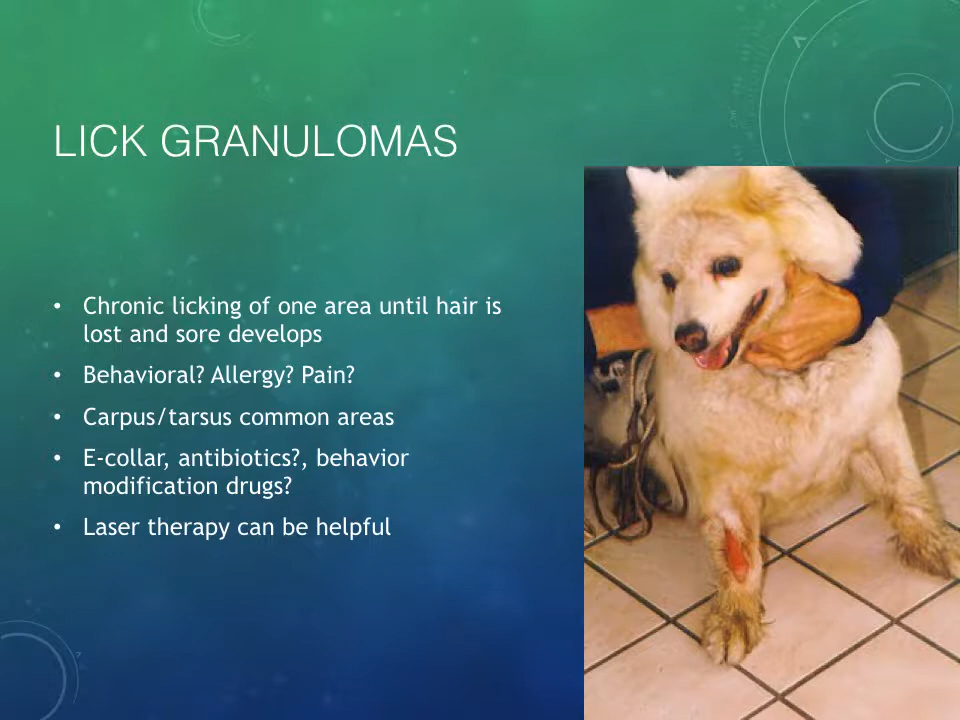 LICK GRANULOMAS
• Chronic licking of one area until hair is
lost and sore develops
• Behavioral? Allergy? Pain?
• Carpus/tarsus common areas
• E-collar, antibiotics?, behavior
modification drugs?
• Laser therapy can be helpful